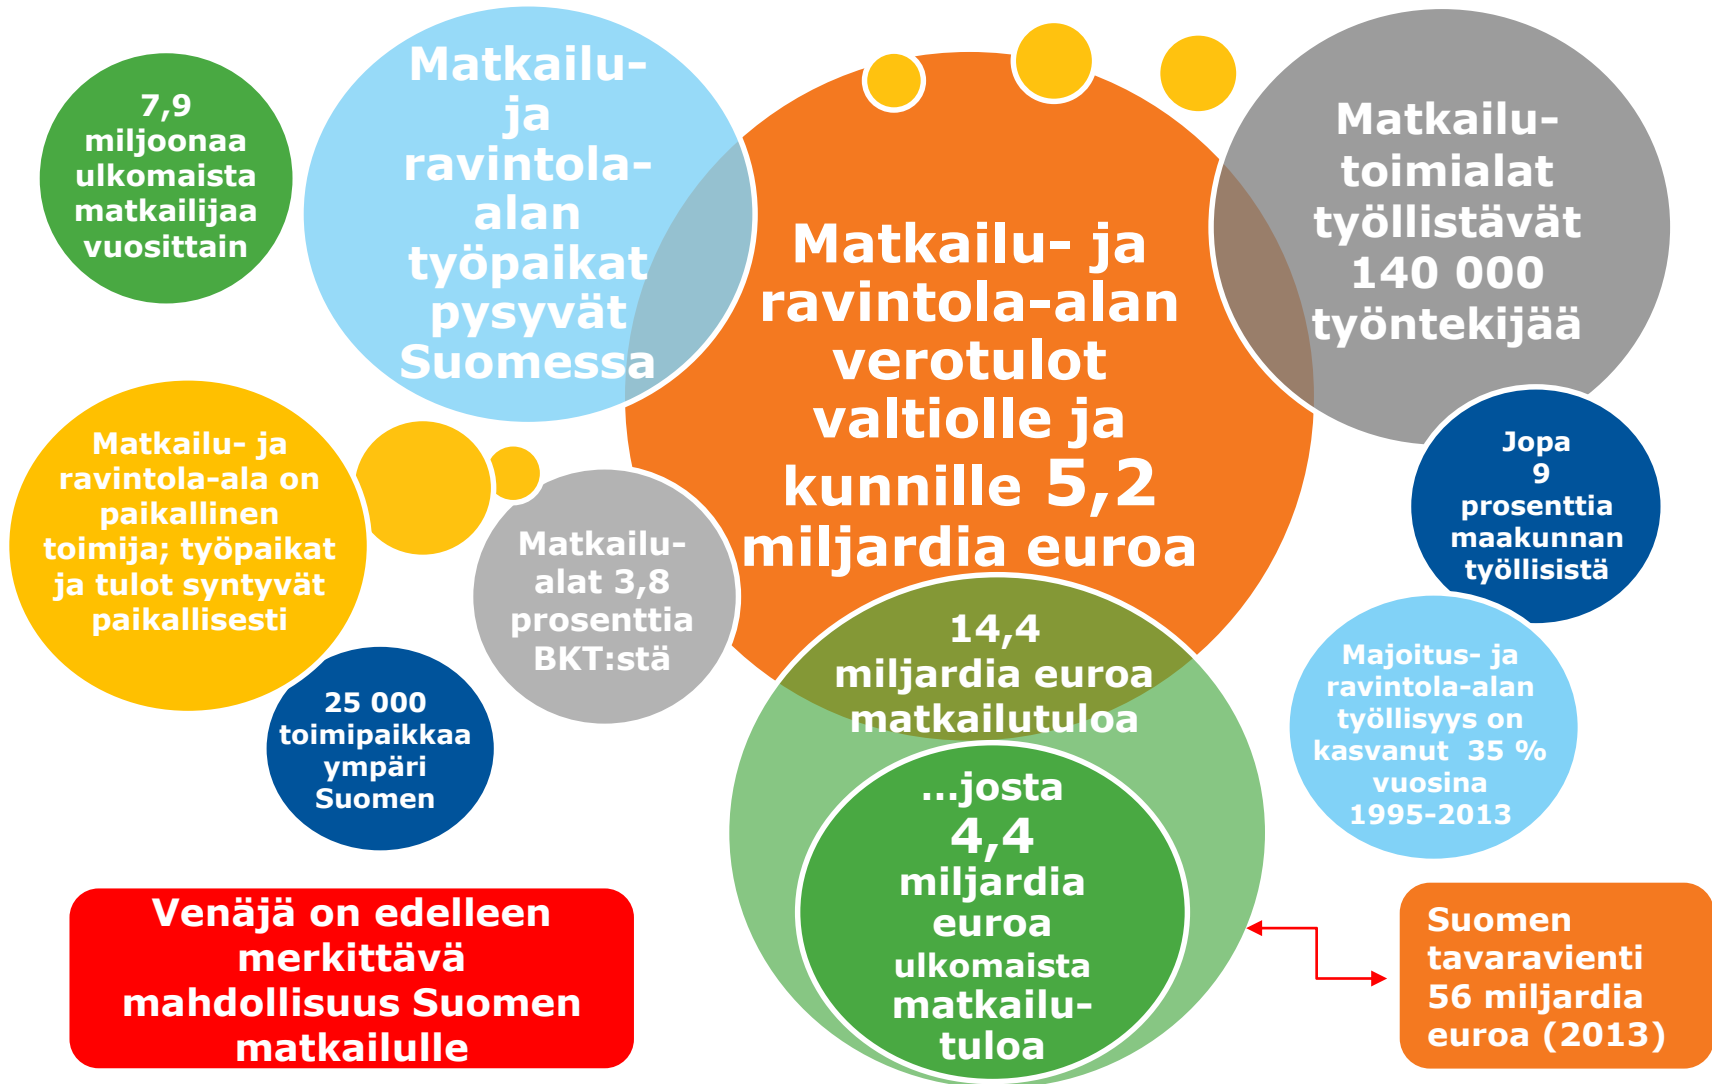 7,9
miljoonaa
ulkomaista
matkailijaa
vuosittain
Matkailu-
ja
ravintola-
alan
työpaikat
pysyvät
Suomessa
Matkailu- ja
ravintola-alan
verotulot
valtiolle ja
kunnille 5,2
miljardia euroa
Matkailu-
toimialat
työllistävät
140 000
työntekijää
Matkailu- ja
ravintola-ala on
paikallinen
toimija; työpaikat
ja tulot syntyvät
paikallisesti
Matkailu-
alat 3,8
prosenttia
BKT:stä
Jopa
9
prosenttia
maakunnan
työllisistä
25 000
toimipaikkaa
ympäri
Suomen
14,4
miljardia euroa
matkailutuloa
...josta
4,4
miljardia
euroa
ulkomaista
matkailu-
tuloa
Majoitus- ja
ravintola-alan
työllisyys on
kasvanut 35 %
vuosina
1995-2013
Venäjä on edelleen
merkittävä
mahdollisuus Suomen
matkailulle
Suomen
tavaravienti
56 miljardia
euroa (2013)